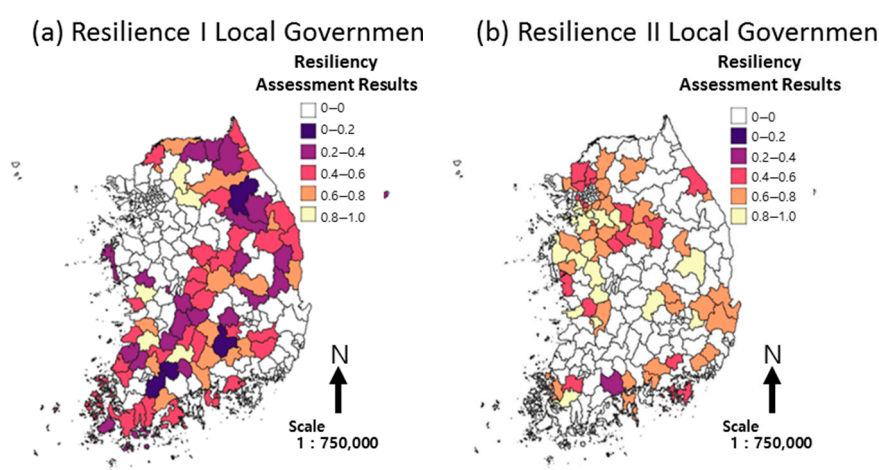 (a) Resilience I Local Governmen
Resiliency
Assessment Results
0—0
0—0.2
0.2—0.4
0.4—0.6
0.6—0.8
0.8—1.0
N
Scale
1 : 750,000
(b) Resilience II Local Governmen
Resiliency
Assessment Results
0—0
0—0.2
0.2—0.4
0.4—0.6
0.6—0.8
0.8—1.0
N
Scale
1 : 750,000